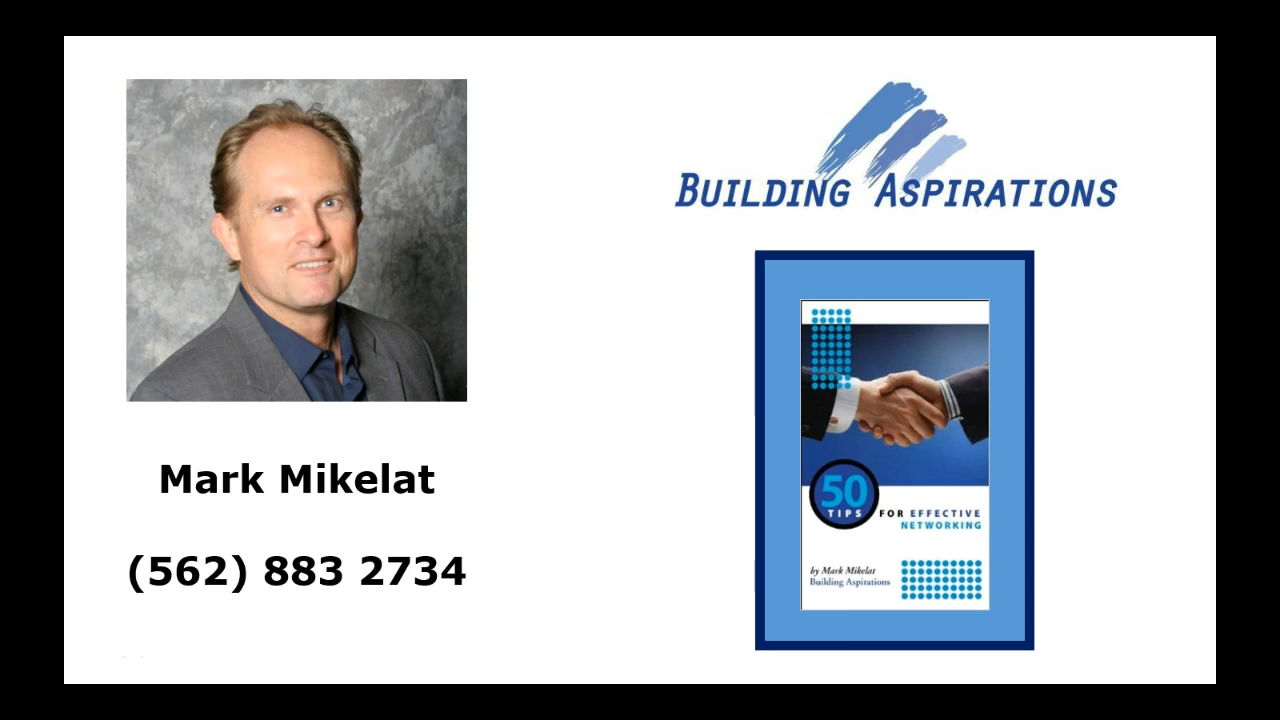 Mark Mikelat
(562) 883 2734
BUILDING ASPIRATIONS
50
TIPS FOR EFFECTIVE
NETWORKING
by Mark Mikelat
Building Aspirations